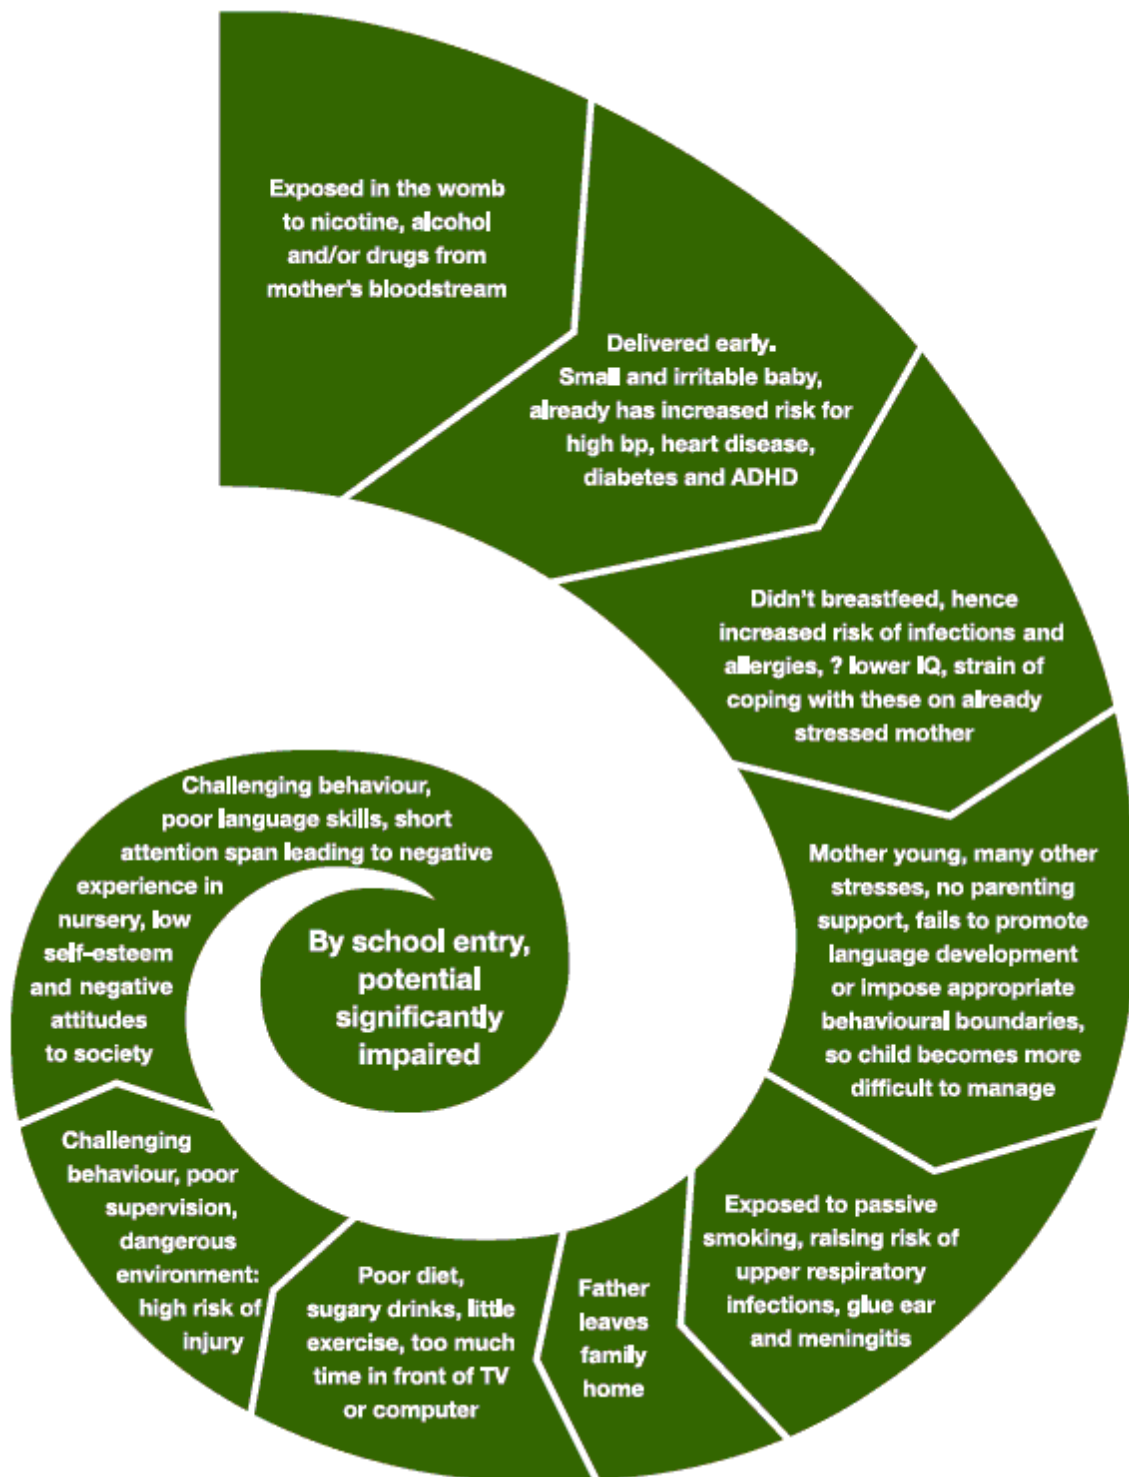 Exposed in the womb
to nicotine, alcohol
and/or drugs from
mother's bloodstream
Delivered early.
Small and irritable baby,
already has increased risk for
high bp, heart disease,
diabetes and ADHD
Didn't breastfeed, hence
increased risk of infections and
allergies, ? lower IQ, strain of
coping with these on already
stressed mother
Mother young, many other
stresses, no parenting
support, fails to promote
language development
or impose appropriate
behavioural boundaries,
so child becomes more
difficult to manage
Exposed to passive
smoking, raising risk of
upper respiratory
infections, glue ear
and meningitis
Father
leaves
family
home
Poor diet,
sugary drinks, little
exercise, too much
time in front of TV
or computer
Challenging
behaviour, poor
supervision,
dangerous
environment:
high risk of
injury
Challenging behaviour,
poor language skills, short
attention span leading to negative
experience in
nursery, low
self-esteem
and negative
attitudes
to society
By school entry,
potential
significantly
impaired